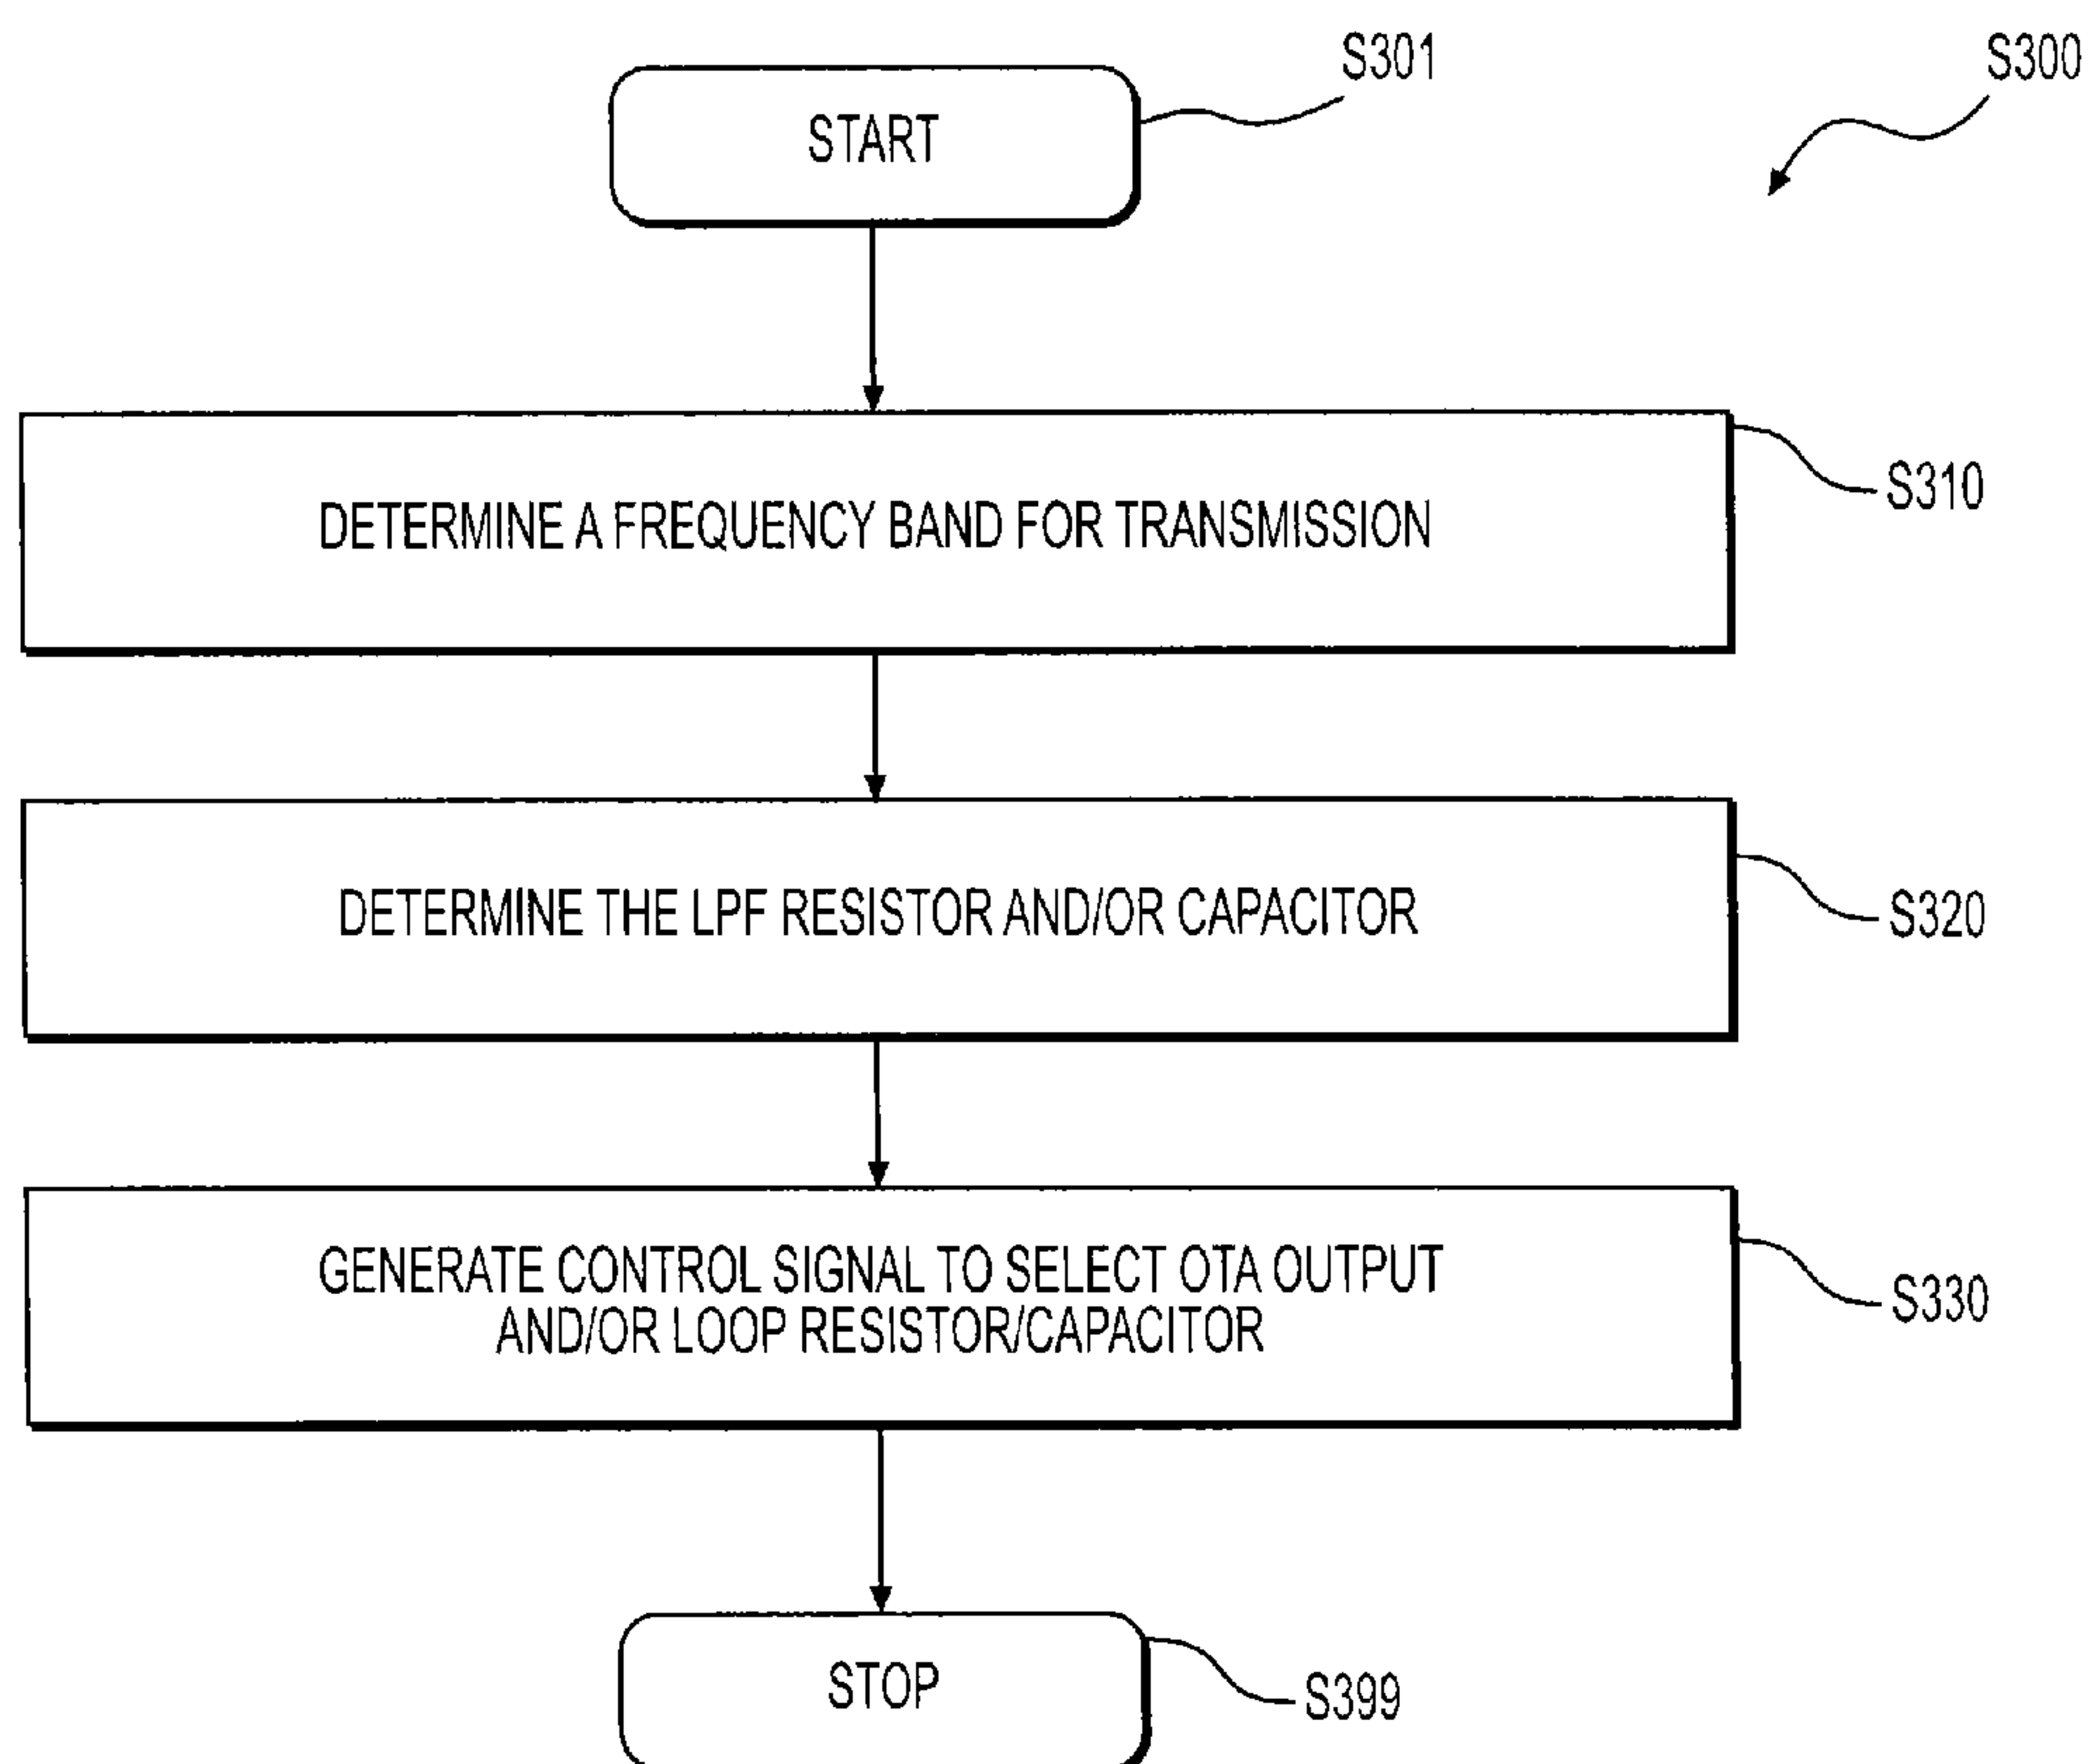 START
S301
S300
DETERMINE A FREQUENCY BAND FOR TRANSMISSION
S310
DETERMINE THE LPF RESISTOR AND/OR CAPACITOR
S320
GENERATE CONTROL SIGNAL TO SELECT OTA OUTPUT
AND/OR LOOP RESISTOR/CAPACITOR
S330
STOP
S399